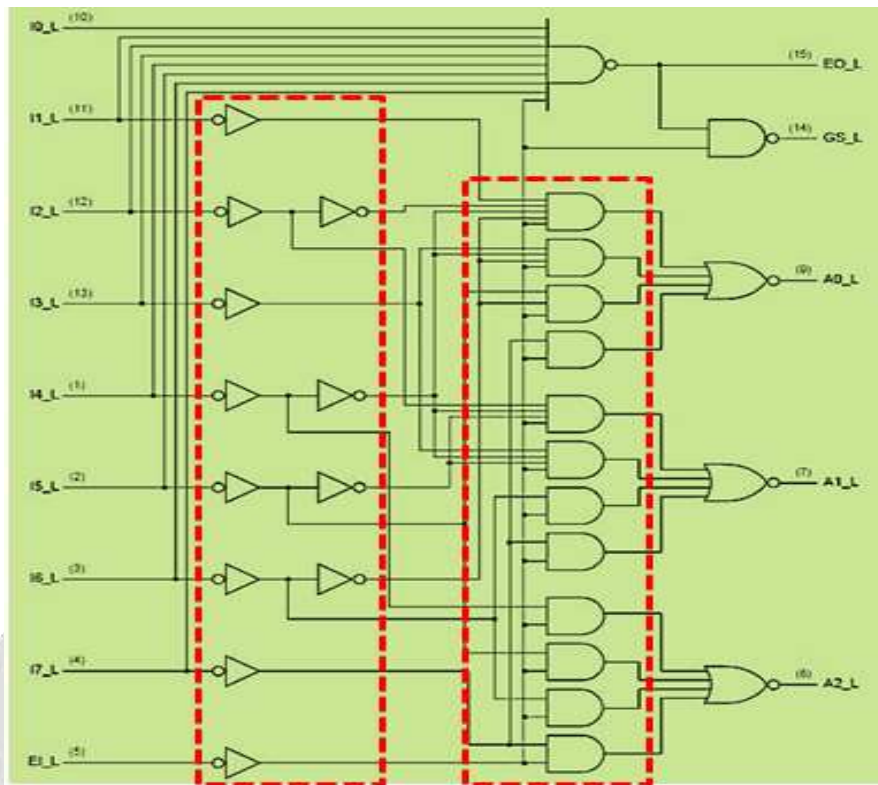 I0_L (10)
(15) EO_L
I1_L (11)
(14) GS_L
I2_L (12)
(9) A0_L
I3_L (13)
I4_L (1)
(7) A1_L
I5_L (2)
I6_L (3)
I7_L (4)
(6) A2_L
EI_L (5)